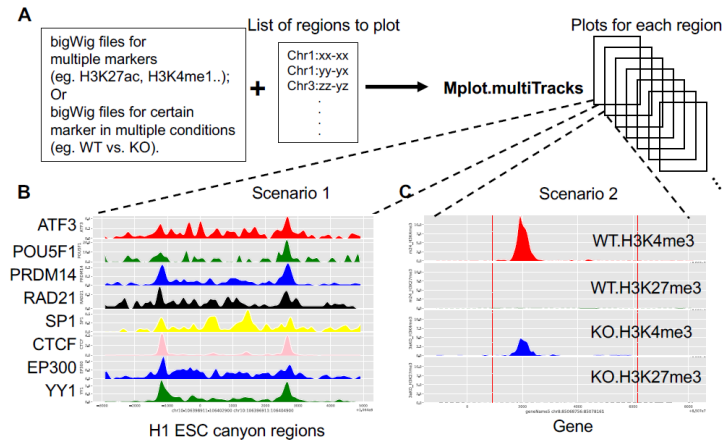 A
bigWig files for
multiple markers
(eg. H3K27ac, H3K4me1..);
Or
bigWig files for certain
marker in multiple conditions
(eg. WT vs. KO).
+
List of regions to plot
Chr1:xx-xx
Chr1:yy-yx
Chr3:zz-yz
.
.
.
.
Mplot.multiTracks
Plots for each region
B
Scenario 1
ATF3
POU5F1
PRDM14
RAD21
SP1
CTCF
EP300
YY1
H1 ESC canyon regions
C
Scenario 2
WT.H3K4me3
WT.H3K27me3
KO.H3K4me3
KO.H3K27me3
Gene